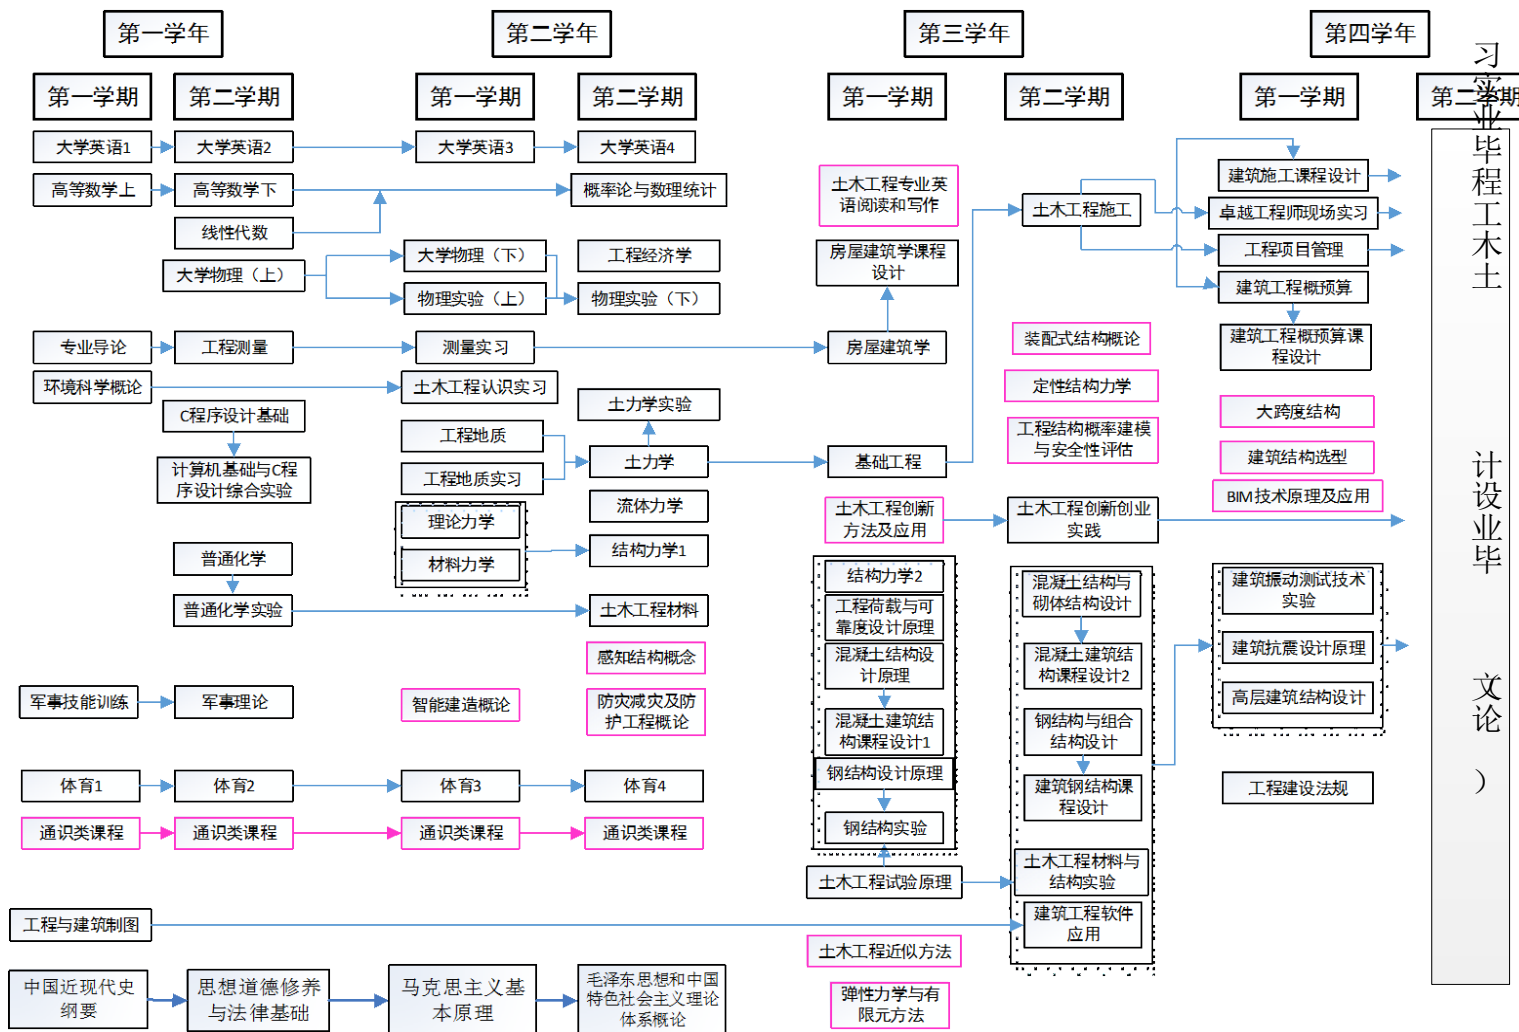 第一学年
第二学年
第三学年
第四学年
第一学期
第二学期
第一学期
第二学期
第一学期
第二学期
第一学期
第二学期
大学英语1
大学英语2
大学英语3
大学英语4
高等数学上
高等数学下
概率论与数理统计
线性代数
大学物理（上）
大学物理（下）
工程经济学
物理实验（上）
物理实验（下）
专业导论
工程测量
测量实习
环境科学概论
土木工程认识实习
C程序设计基础
计算机基础与C程
序设计综合实验
土力学实验
工程地质
土力学
工程地质实习
流体力学
理论力学
材料力学
结构力学1
普通化学
普通化学实验
土木工程材料
感知结构概念
军事技能训练
军事理论
智能建造概论
防灾减灾及防
护工程概论
体育1
体育2
体育3
体育4
通识类课程
通识类课程
通识类课程
通识类课程
工程与建筑制图
中国近现代史
纲要
思想道德修养
与法律基础
马克思主义基
本原理
毛泽东思想和中国
特色社会主义理论
体系概论
土木工程专业英
语阅读和写作
房屋建筑学课程
设计
房屋建筑学
基础工程
土木工程创新
方法及应用
结构力学2
工程荷载与可
靠度设计原理
混凝土结构设
计原理
混凝土建筑结
构课程设计1
钢结构设计原理
钢结构实验
土木工程试验原理
土木工程近似方法
弹性力学与有
限元方法
土木工程施工
装配式结构概论
定性结构力学
工程结构概率建模
与安全性评估
土木工程创新创业
实践
混凝土结构与
砌体结构设计
混凝土建筑结
构课程设计2
钢结构与组合
结构设计
建筑钢结构课
程设计
土木工程材料与
结构实验
建筑工程软件
应用
建筑施工课程设计
卓越工程师现场实习
工程项目管理
建筑工程概预算
建筑工程概预算课
程设计
大跨度结构
建筑结构选型
BIM技术原理及应用
建筑振动测试技术
实验
建筑抗震设计原理
高层建筑结构设计
工程建设法规
习实业毕程工木土
计设业毕
文论
）